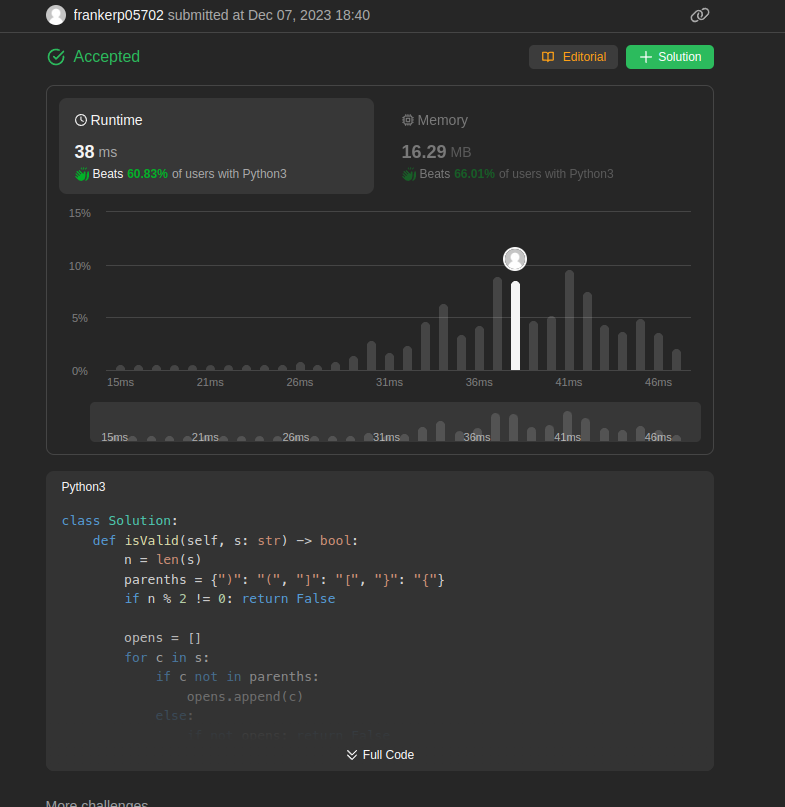 frankerp05702 submitted at Dec 07, 2023 18:40
Accepted
Editorial
Solution
Runtime
Memory
38 ms
16.29 MB
Beats 60.83% of users with Python3
Beats 66.01% of users with Python3
15%
10%
5%
0%
15ms 21ms 26ms 31ms 36ms 41ms 46ms
15ms 21ms 26ms 31ms 36ms 41ms 46ms
Python3
class Solution:
    def isValid(self, s: str) -> bool:
        n = len(s)
        parenths = {")": "(", "]": "[", "}": "{"}
        if n % 2 != 0: return False

        opens = []
        for c in s:
            if c not in parenths:
                opens.append(c)
            else:
Full Code
More challenges